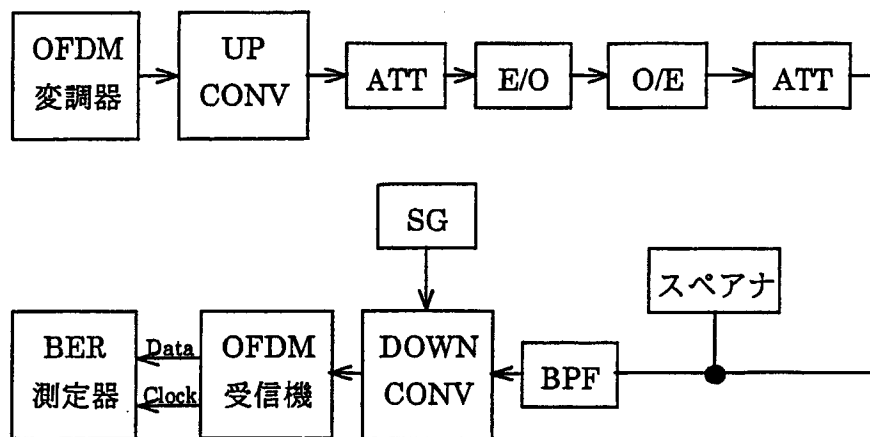 OFDM
変調器
UP
CONV
ATT
E/O
O/E
ATT
SG
スペアナ
BER
測定器
Data
Clock
OFDM
受信機
DOWN
CONV
BPF